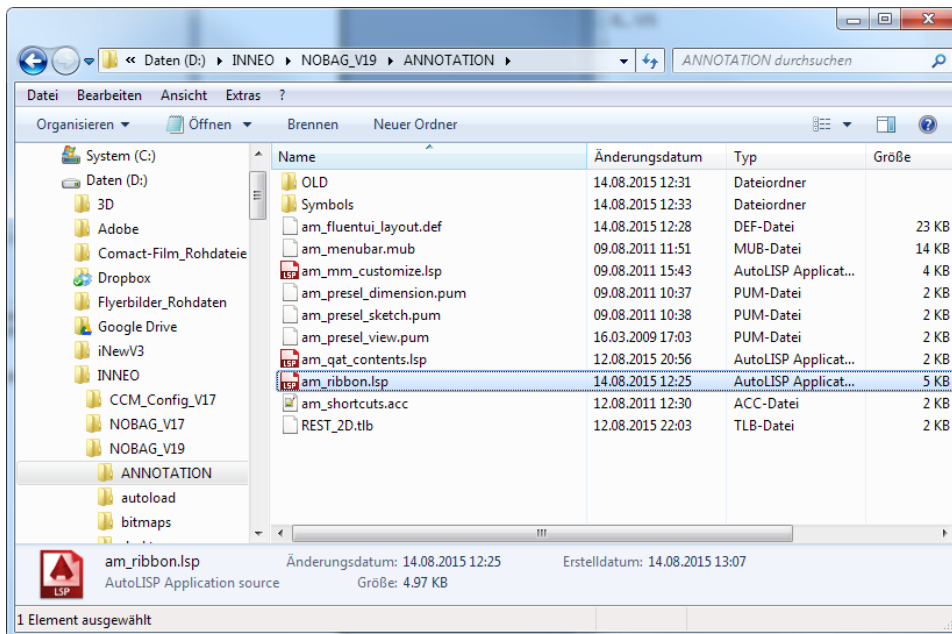 « Daten (D:) ▸ INNEO ▸ NOBAG_V19 ▸ ANNOTATION ▸ ANNOTATION durchsuchen
Datei Bearbeiten Ansicht Extras ?
Organisieren Öffnen Brennen Neuer Ordner
System (C:)
Daten (D:)
3D
Adobe
Comact-Film_Rohdateie
Dropbox
Flyerbilder_Rohdaten
Google Drive
iNewV3
INNEO
CCM_Config_V17
NOBAG_V17
NOBAG_V19
ANNOTATION
autoload
bitmaps
Name Änderungsdatum Typ Größe
OLD 14.08.2015 12:31 Dateiordner
Symbols 14.08.2015 12:33 Dateiordner
am_fluentui_layout.def 14.08.2015 12:28 DEF-Datei 23 KB
am_menubar.mub 09.08.2011 11:51 MUB-Datei 14 KB
LSP am_mm_customize.lsp 09.08.2011 15:43 AutoLISP Applicat... 4 KB
am_presel_dimension.pum 09.08.2011 10:37 PUM-Datei 2 KB
am_presel_sketch.pum 09.08.2011 10:38 PUM-Datei 2 KB
am_presel_view.pum 16.03.2009 17:03 PUM-Datei 2 KB
LSP am_qat_contents.lsp 12.08.2015 20:56 AutoLISP Applicat... 2 KB
LSP am_ribbon.lsp 14.08.2015 12:25 AutoLISP Applicat... 5 KB
am_shortcuts.acc 12.08.2011 12:30 ACC-Datei 2 KB
REST_2D.tlb 12.08.2015 22:03 TLB-Datei 2 KB
am_ribbon.lsp Änderungsdatum: 14.08.2015 12:25 Erstelldatum: 14.08.2015 13:07
LSP AutoLISP Application source Größe: 4.97 KB
1 Element ausgewählt